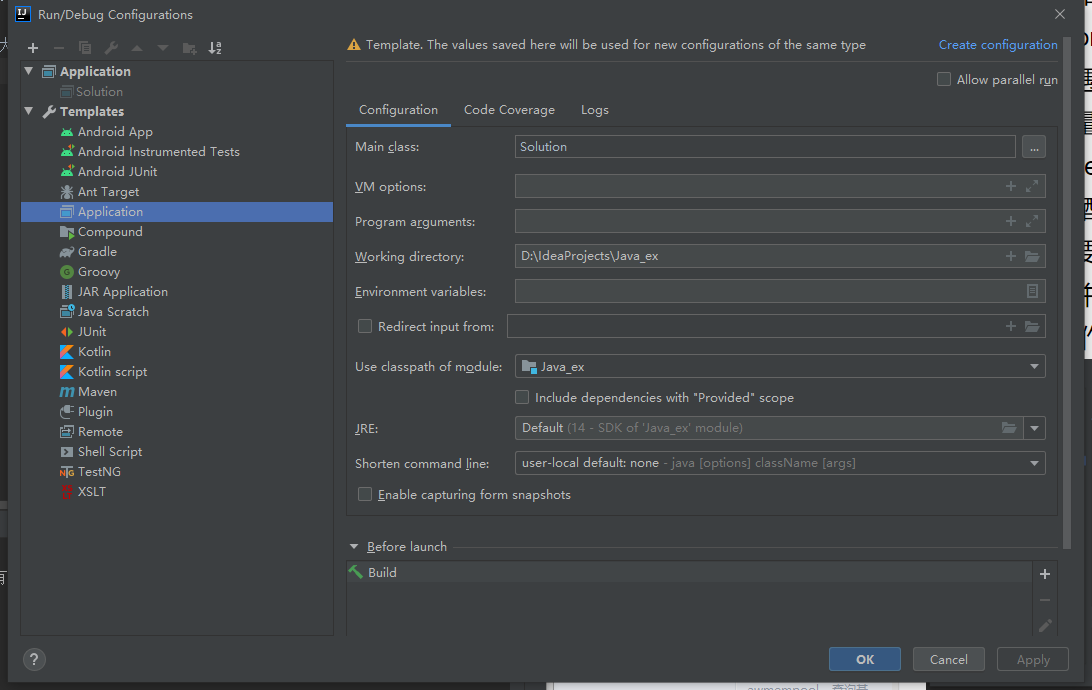 Run/Debug Configurations
Application
Solution
Templates
Android App
Android Instrumented Tests
Android JUnit
Ant Target
Application
Compound
Gradle
Groovy
JAR Application
Java Scratch
JUnit
Kotlin
Kotlin script
Maven
Plugin
Remote
Shell Script
TestNG
XSLT
Template. The values saved here will be used for new configurations of the same type
Create configuration
Allow parallel run
Configuration Code Coverage Logs
Main class: Solution ...
VM options:
Program arguments:
Working directory: D:\IdeaProjects\Java_ex
Environment variables:
Redirect input from:
Use classpath of module: Java_ex
Include dependencies with "Provided" scope
JRE: Default (14 - SDK of 'Java_ex' module)
Shorten command line: user-local default: none - java [options] className [args]
Enable capturing form snapshots
Before launch
Build
? OK Cancel Apply